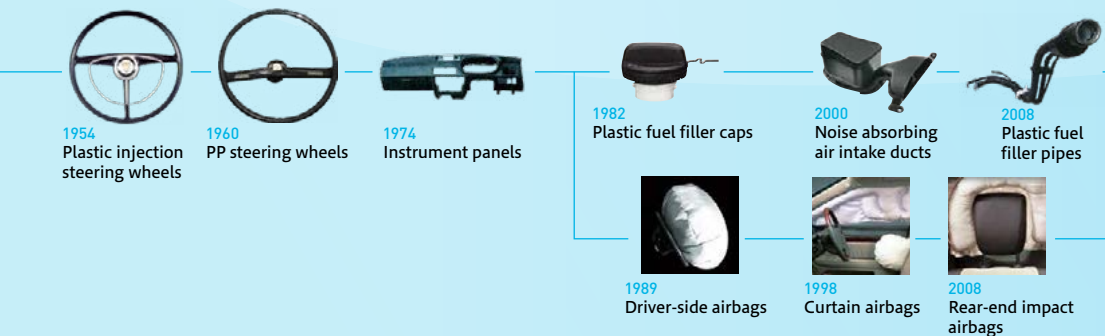 1954
Plastic injection
steering wheels
1960
PP steering wheels
1974
Instrument panels
1982
Plastic fuel filler caps
2000
Noise absorbing
air intake ducts
2008
Plastic fuel
filler pipes
1989
Driver-side airbags
1998
Curtain airbags
2008
Rear-end impact
airbags